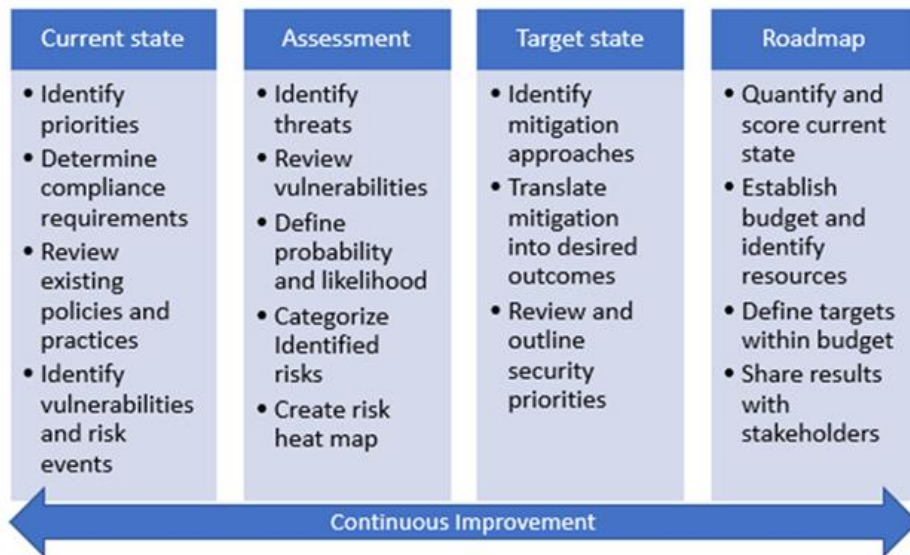 Current state
• Identify
priorities
• Determine
compliance
requirements
• Review
existing
policies and
practices
• Identify
vulnerabilities
and risk
events
Assessment
• Identify
threats
• Review
vulnerabilities
• Define
probability
and likelihood
• Categorize
Identified
risks
• Create risk
heat map
Target state
• Identify
mitigation
approaches
• Translate
mitigation
into desired
outcomes
• Review and
outline
security
priorities
Roadmap
• Quantify and
score current
state
• Establish
budget and
identify
resources
• Define targets
within budget
• Share results
with
stakeholders
Continuous Improvement